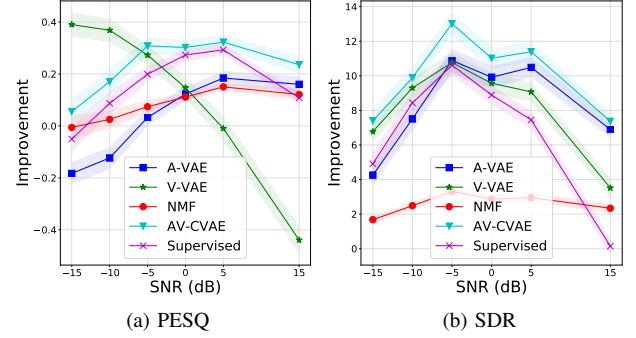 0.4
0.2
0.0
−0.2
−0.4
Improvement
A-VAE
V-VAE
NMF
AV-CVAE
Supervised
−15 −10 −5 0 5 15
SNR (dB)
(a) PESQ
14
12
10
8
6
4
2
0
Improvement
A-VAE
V-VAE
NMF
AV-CVAE
Supervised
−15 −10 −5 0 5 15
SNR (dB)
(b) SDR